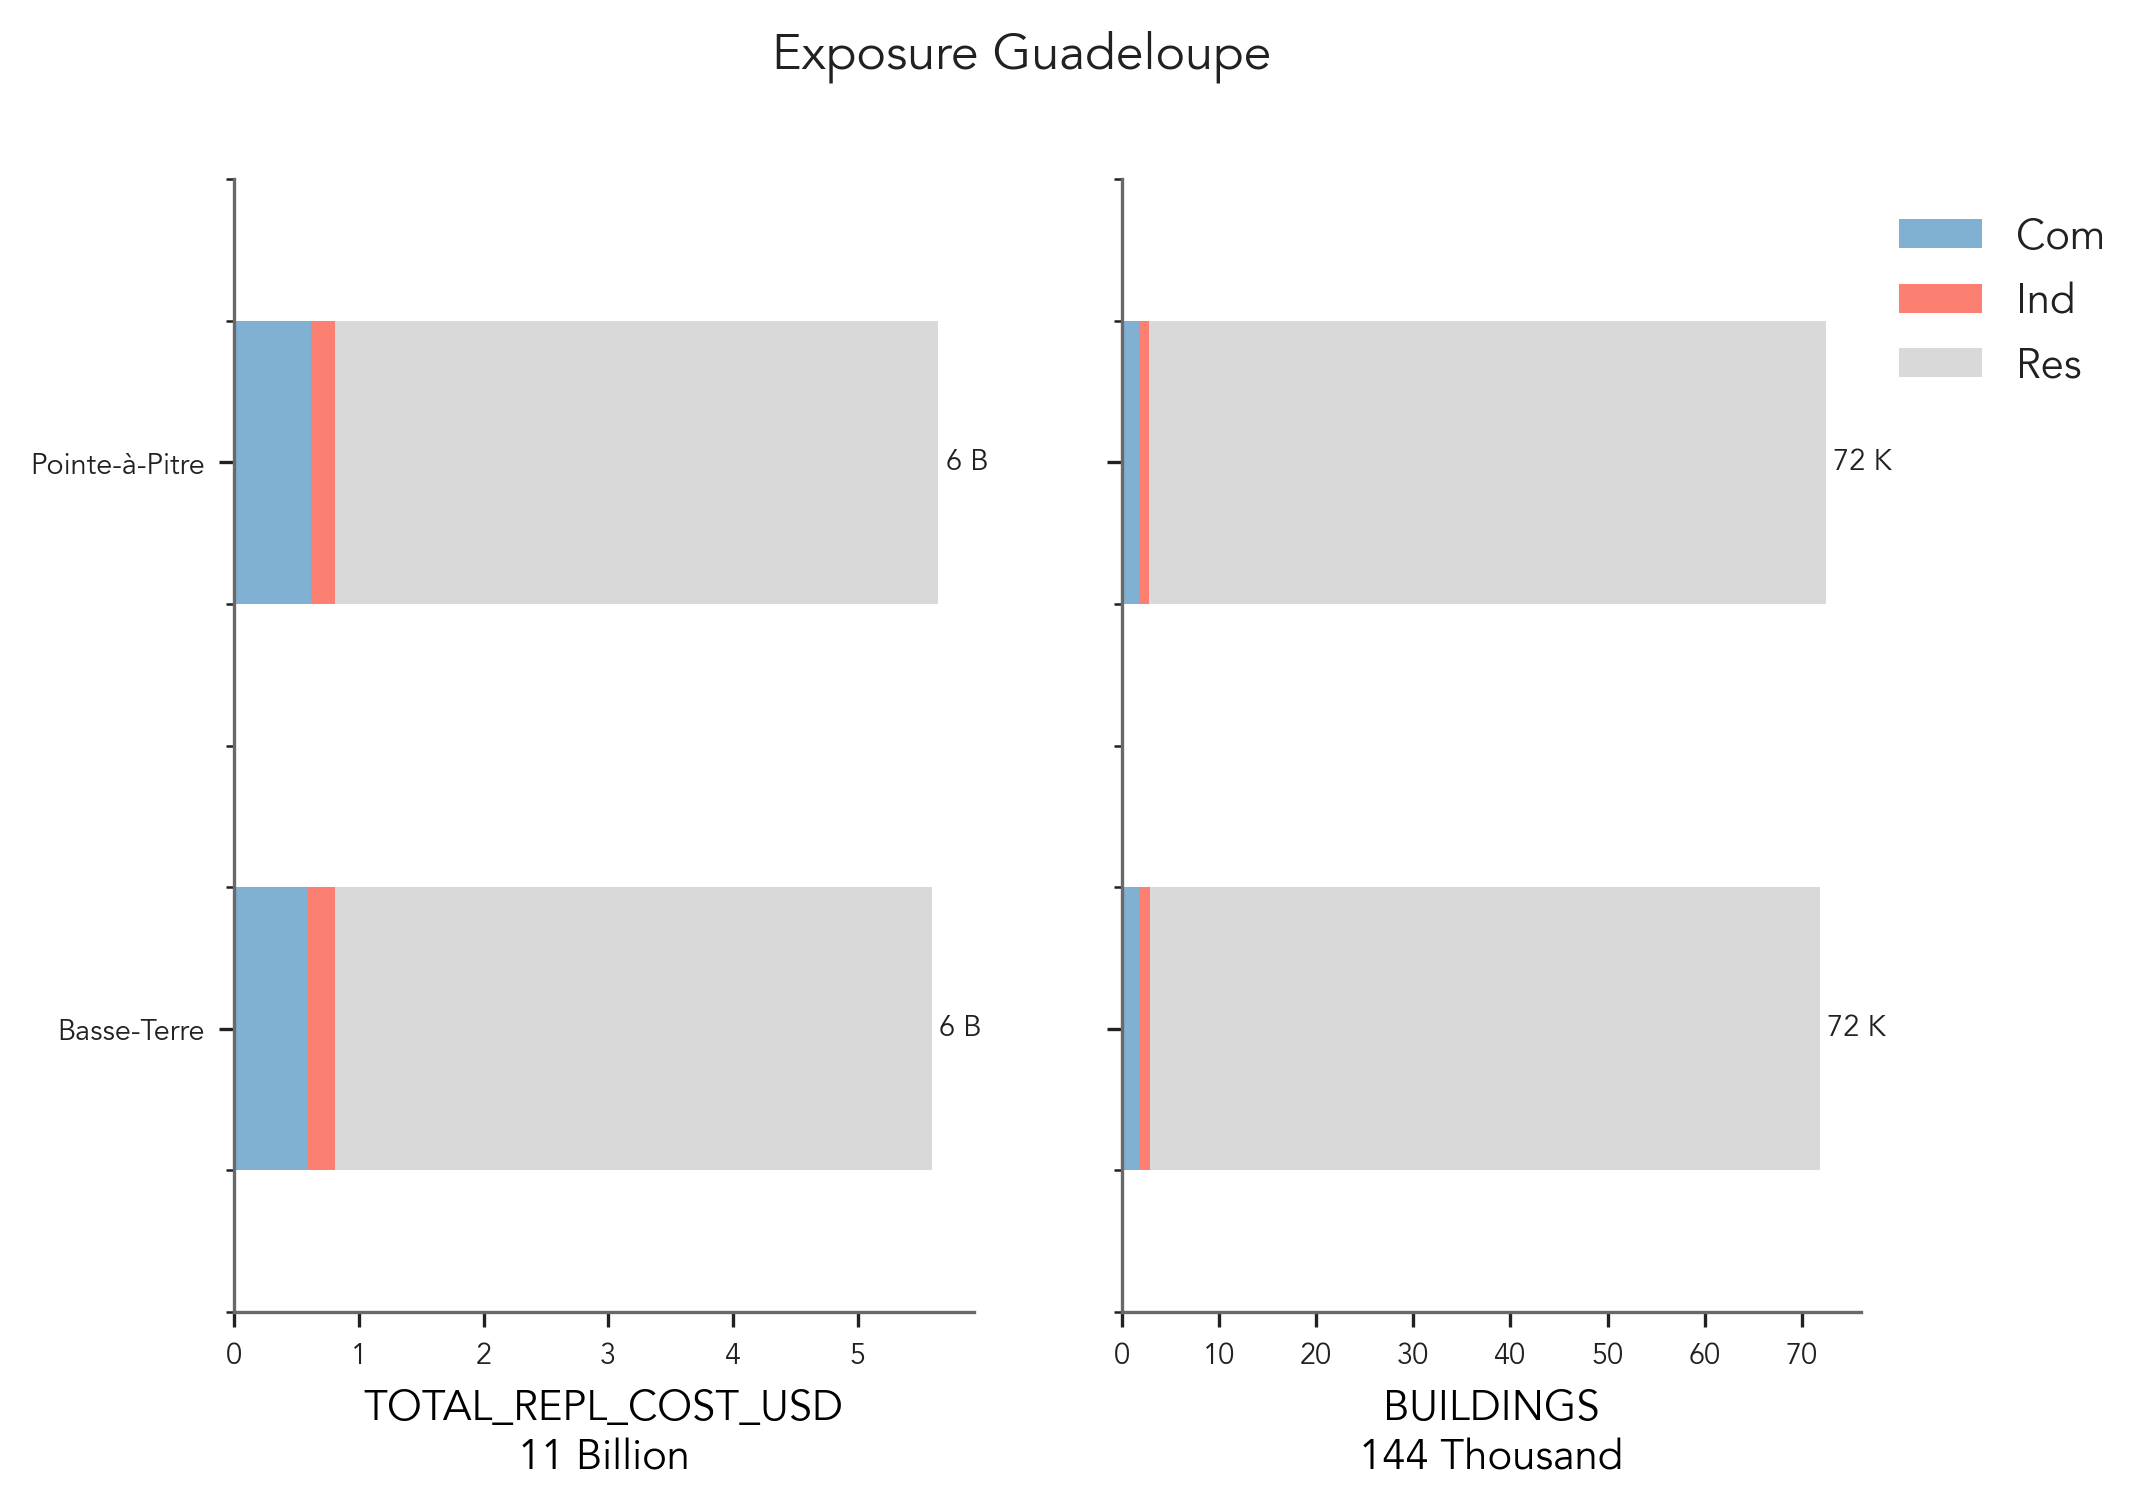 Exposure Guadeloupe
Pointe-à-Pitre
Basse-Terre
6 B
6 B
0 1 2 3 4 5
TOTAL_REPL_COST_USD
11 Billion
72 K
72 K
0 10 20 30 40 50 60 70
BUILDINGS
144 Thousand
Com
Ind
Res